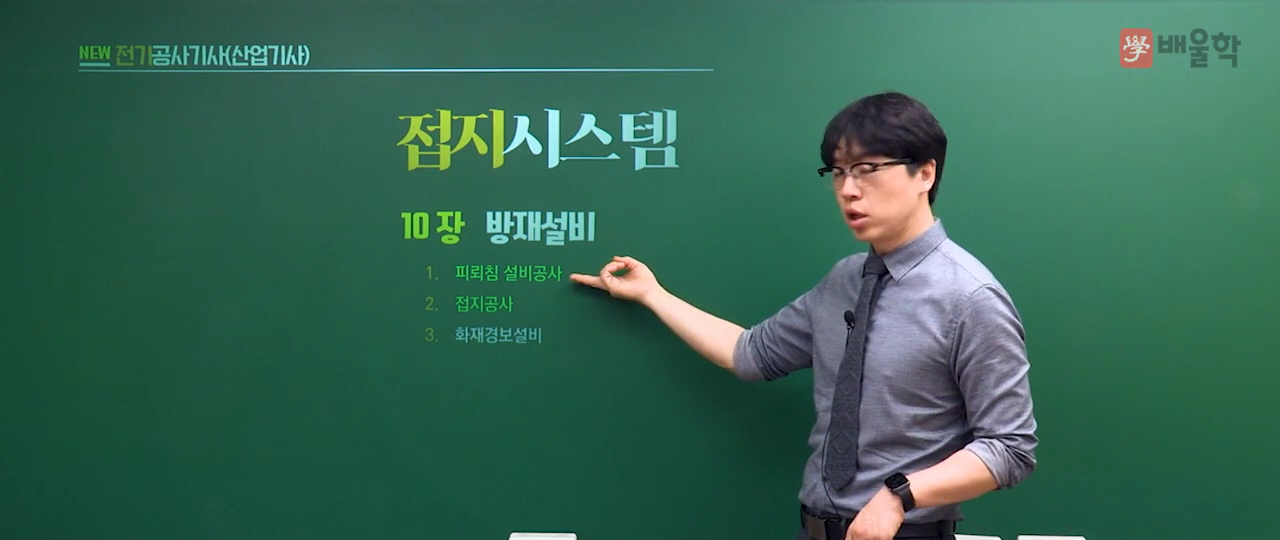 NEW 전기공사기사(산업기사)
學 배울학
접지시스템
10 장 방재설비
1. 피뢰침 설비공사
2. 접지공사
3. 화재경보설비